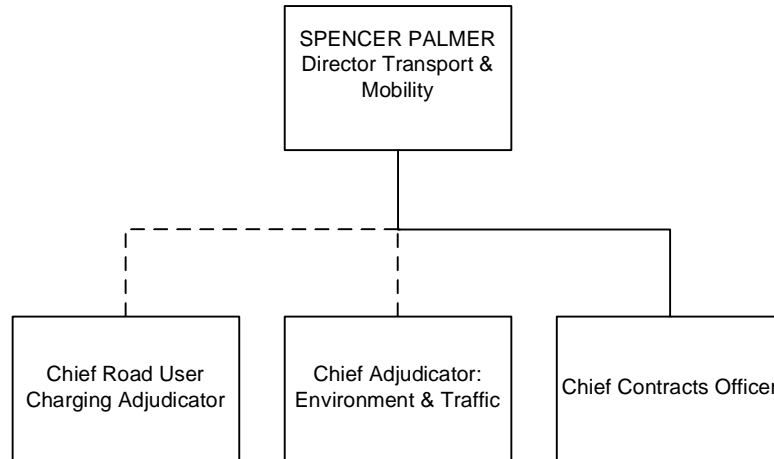 SPENCER PALMER
Director Transport &
Mobility
Chief Road User
Charging Adjudicator
Chief Adjudicator:
Environment & Traffic
Chief Contracts Officer